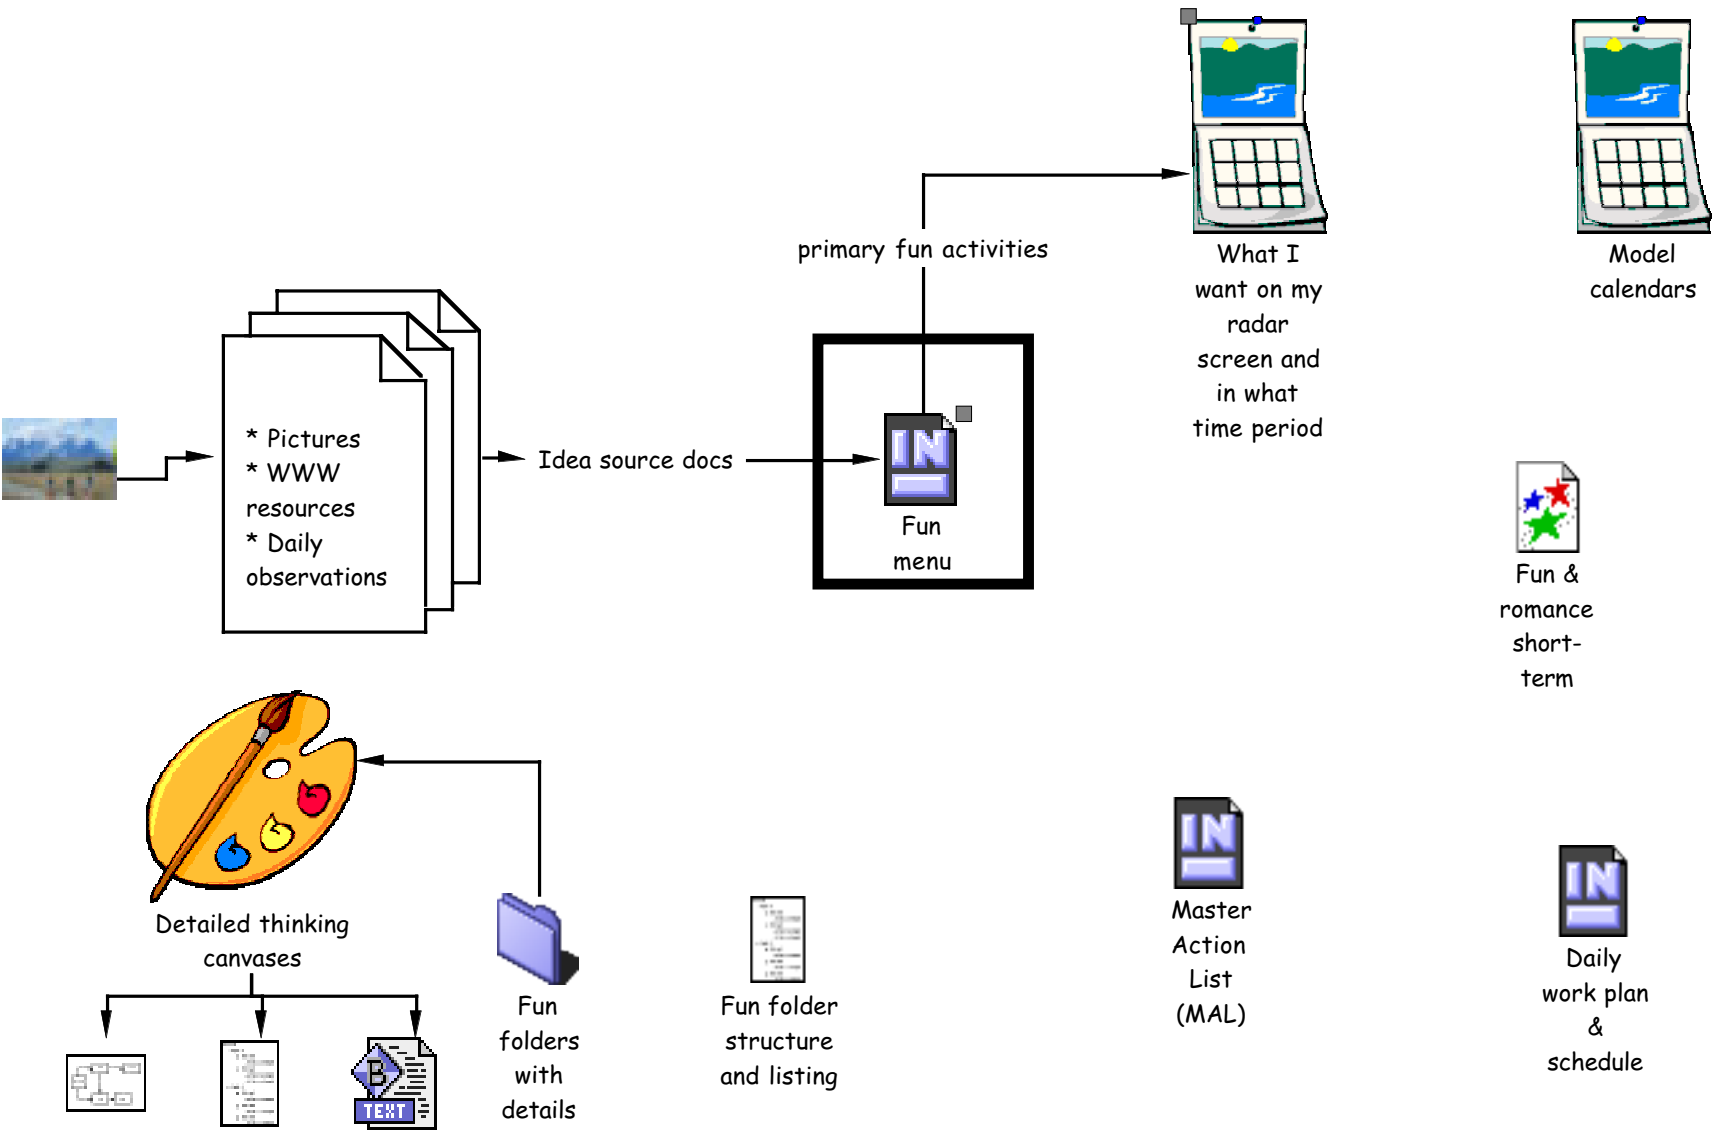 primary fun activities
What I
want on my
radar
screen and
in what
time period
Model
calendars
* Pictures
* WWW
resources
* Daily
observations
Idea source docs
IN
Fun
menu
Fun &
romance
short-
term
Detailed thinking
canvases
B
TEXT
Fun
folders
with
details
Fun folder
structure
and listing
IN
Master
Action
List
(MAL)
IN
Daily
work plan
&
schedule